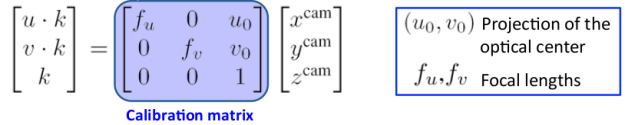 [u · k; v · k; k] = [f_u 0 u_0; 0 f_v v_0; 0 0 1] [x^cam; y^cam; z^cam]
Calibration matrix
(u_0, v_0) Projection of the
optical center
f_u, f_v Focal lengths